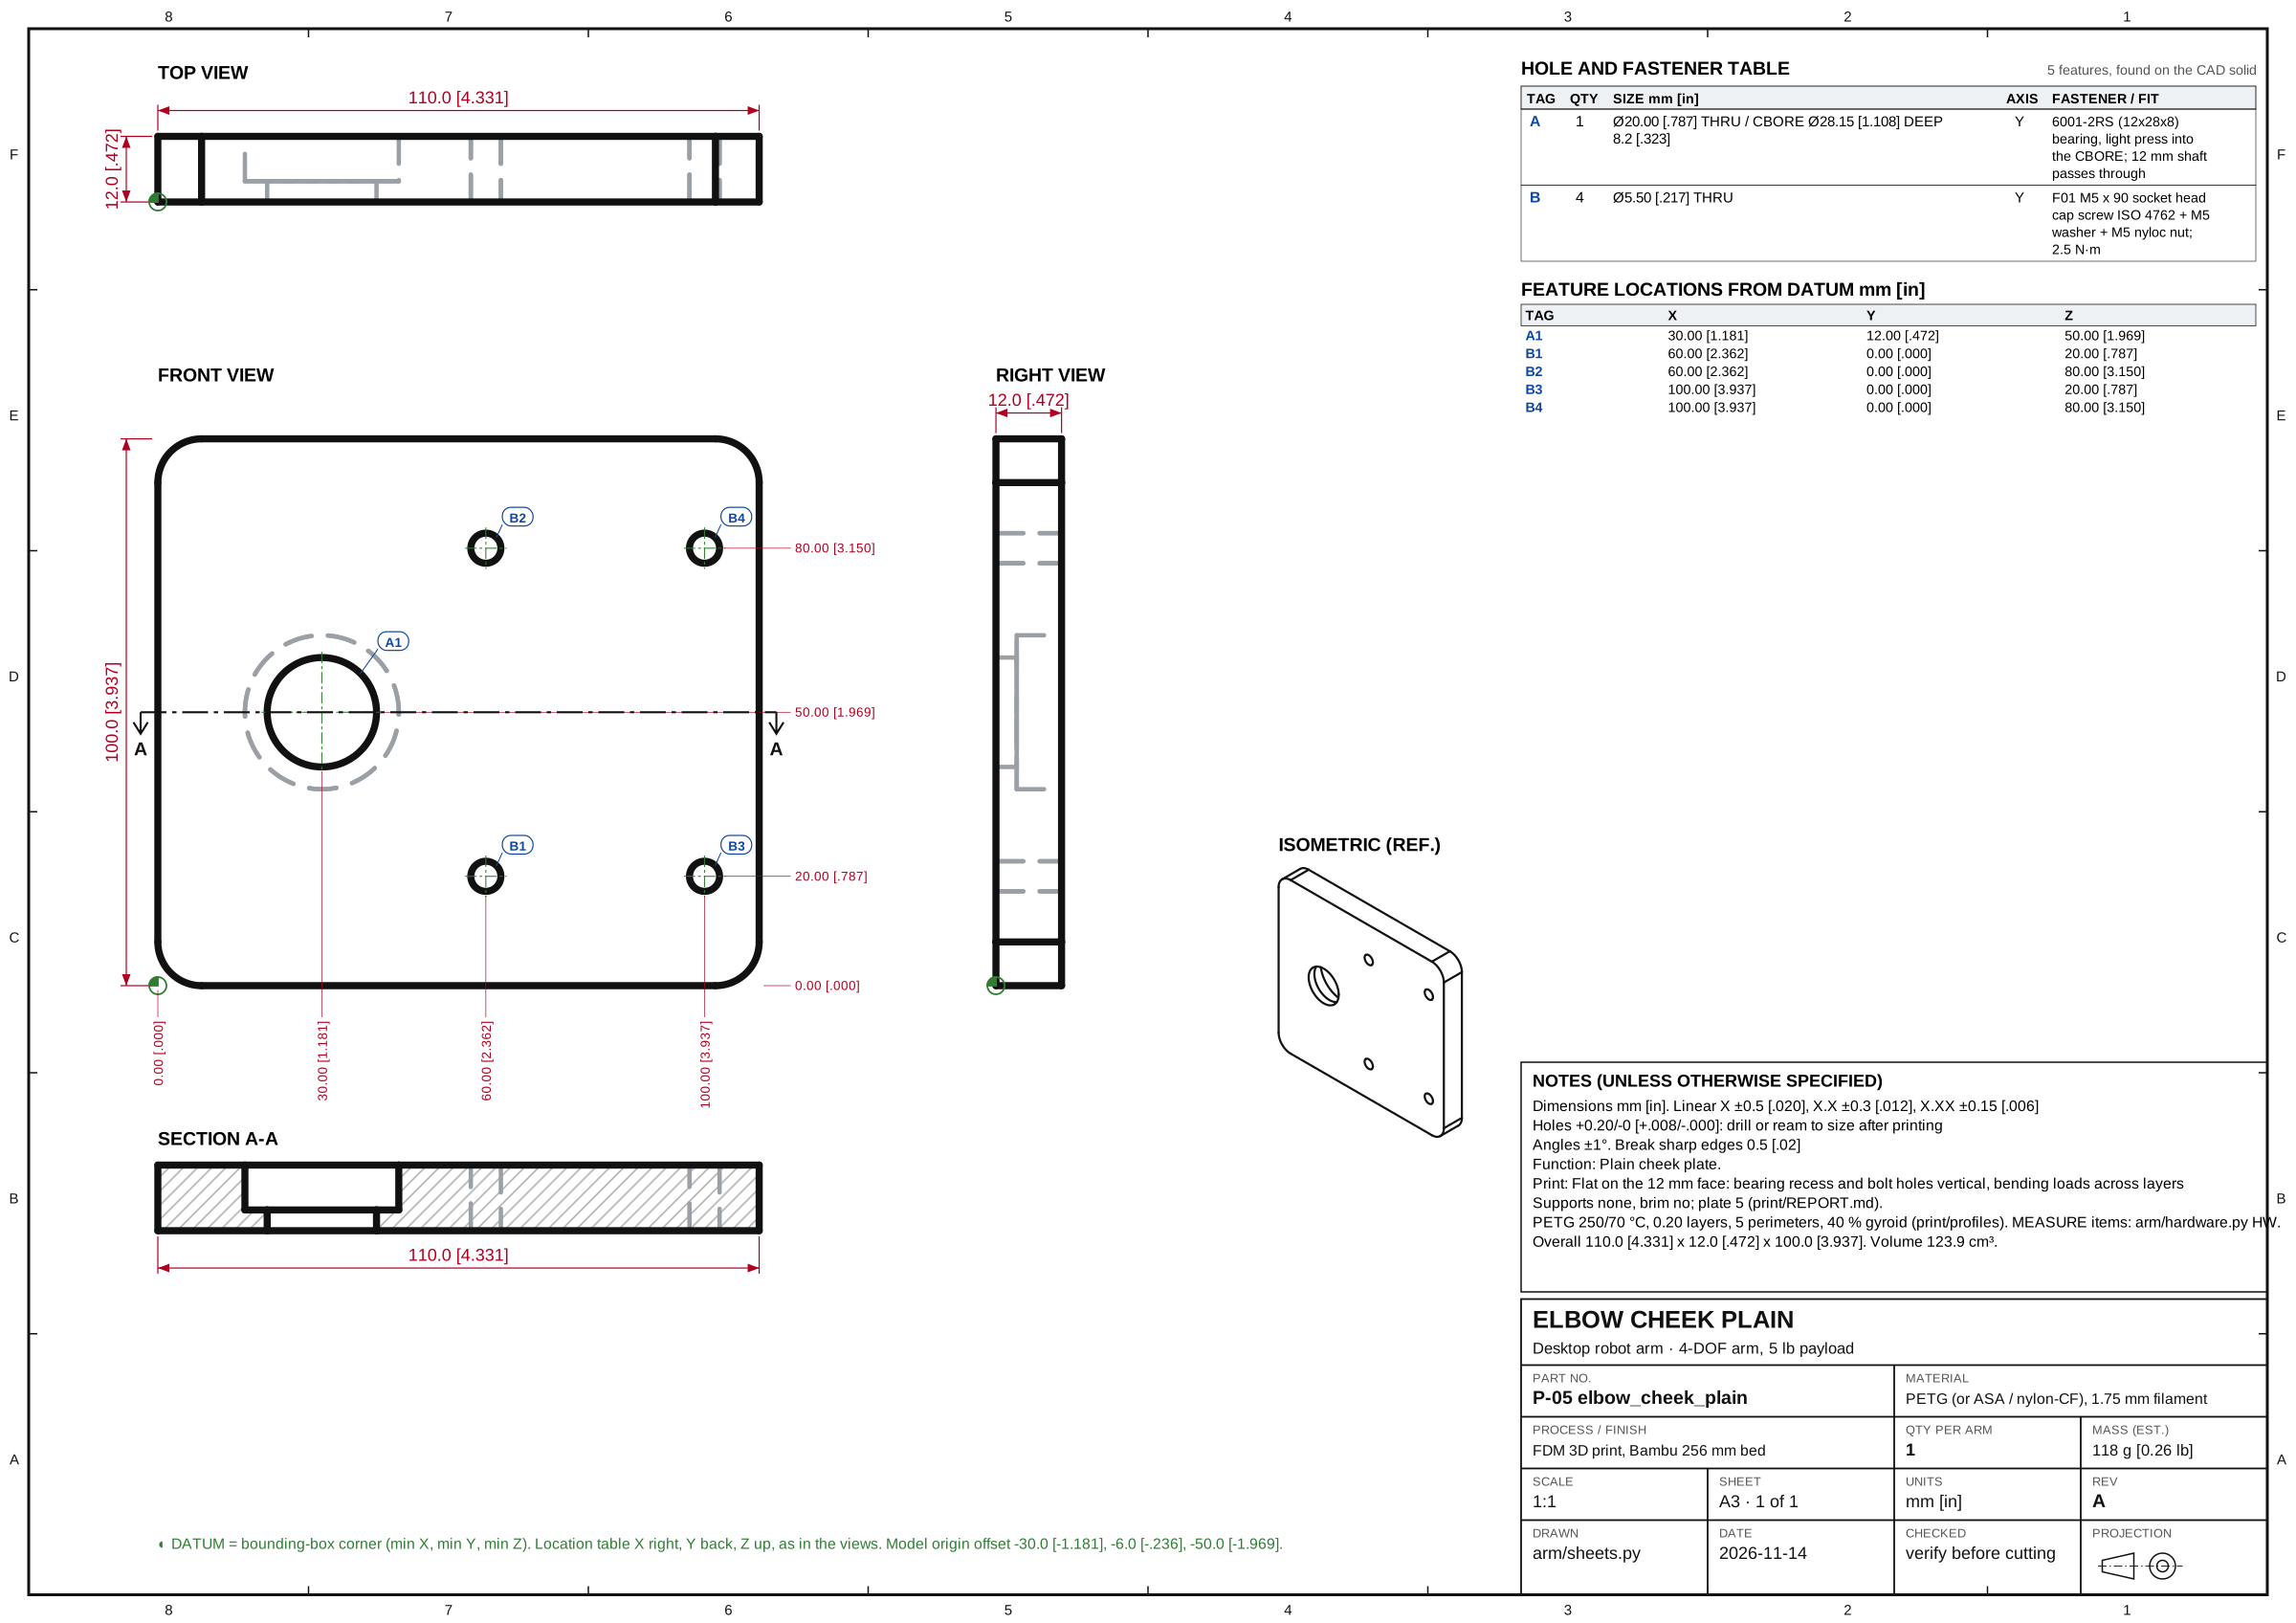 8 7 6 5 4 3 2 1
F
E
D
C
B
A
TOP VIEW
110.0 [4.331]
12.0 [.472]
FRONT VIEW
100.0 [3.937]
B2
B4
A1
B1
B3
A
A
80.00 [3.150]
50.00 [1.969]
20.00 [.787]
0.00 [.000]
0.00 [.000]
30.00 [1.181]
60.00 [2.362]
100.00 [3.937]
RIGHT VIEW
12.0 [.472]
SECTION A-A
110.0 [4.331]
ISOMETRIC (REF.)
HOLE AND FASTENER TABLE 5 features, found on the CAD solid
TAG QTY SIZE mm [in] AXIS FASTENER / FIT
A 1 Ø20.00 [.787] THRU / CBORE Ø28.15 [1.108] DEEP Y 6001-2RS (12x28x8)
8.2 [.323] bearing, light press into
the CBORE; 12 mm shaft
passes through
B 4 Ø5.50 [.217] THRU Y F01 M5 x 90 socket head
cap screw ISO 4762 + M5
washer + M5 nyloc nut;
2.5 N·m
FEATURE LOCATIONS FROM DATUM mm [in]
TAG X Y Z
A1 30.00 [1.181] 12.00 [.472] 50.00 [1.969]
B1 60.00 [2.362] 0.00 [.000] 20.00 [.787]
B2 60.00 [2.362] 0.00 [.000] 80.00 [3.150]
B3 100.00 [3.937] 0.00 [.000] 20.00 [.787]
B4 100.00 [3.937] 0.00 [.000] 80.00 [3.150]
F
E
D
C
B
A
NOTES (UNLESS OTHERWISE SPECIFIED)
Dimensions mm [in]. Linear X ±0.5 [.020], X.X ±0.3 [.012], X.XX ±0.15 [.006]
Holes +0.20/-0 [+.008/-.000]: drill or ream to size after printing
Angles ±1°. Break sharp edges 0.5 [.02]
Function: Plain cheek plate.
Print: Flat on the 12 mm face: bearing recess and bolt holes vertical, bending loads across layers
Supports none, brim no; plate 5 (print/REPORT.md).
PETG 250/70 °C, 0.20 layers, 5 perimeters, 40 % gyroid (print/profiles). MEASURE items: arm/hardware.py HW.
Overall 110.0 [4.331] x 12.0 [.472] x 100.0 [3.937]. Volume 123.9 cm³.
ELBOW CHEEK PLAIN
Desktop robot arm · 4-DOF arm, 5 lb payload
PART NO. MATERIAL
P-05 elbow_cheek_plain PETG (or ASA / nylon-CF), 1.75 mm filament
PROCESS / FINISH QTY PER ARM MASS (EST.)
FDM 3D print, Bambu 256 mm bed 1 118 g [0.26 lb]
SCALE SHEET UNITS REV
1:1 A3 · 1 of 1 mm [in] A
DRAWN DATE CHECKED PROJECTION
arm/sheets.py 2026-11-14 verify before cutting
DATUM = bounding-box corner (min X, min Y, min Z). Location table X right, Y back, Z up, as in the views. Model origin offset -30.0 [-1.181], -6.0 [-.236], -50.0 [-1.969].
8 7 6 5 4 3 2 1